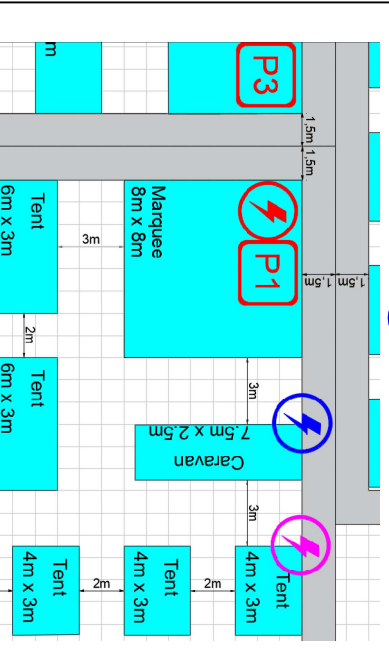 m
P3
1,5m
1,5m
Tent
6m x 3m
3m
Marquee
8m x 8m
P1
1,5m
1,5m
2m
3m
Tent
6m x 3m
Caravan
7.5m x 2.5m
3m
Tent
4m x 3m
2m
Tent
4m x 3m
2m
Tent
4m x 3m